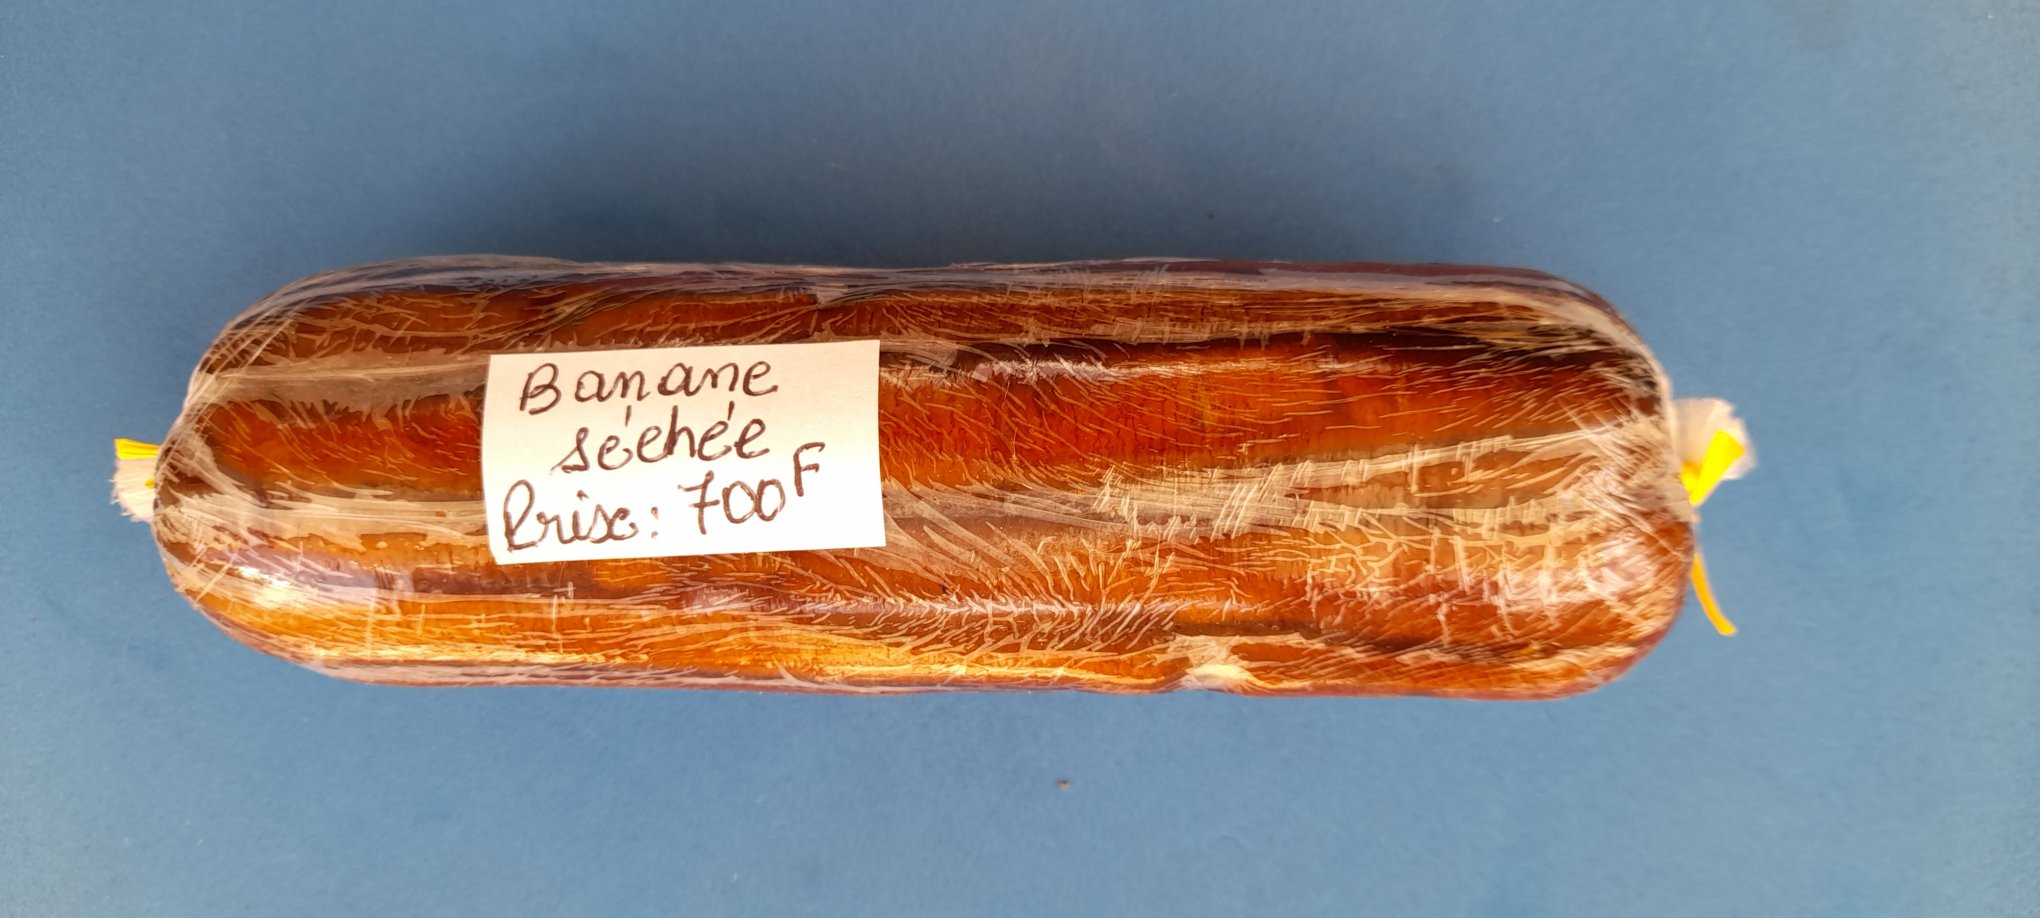 Banane
séchée
Prix: 700F